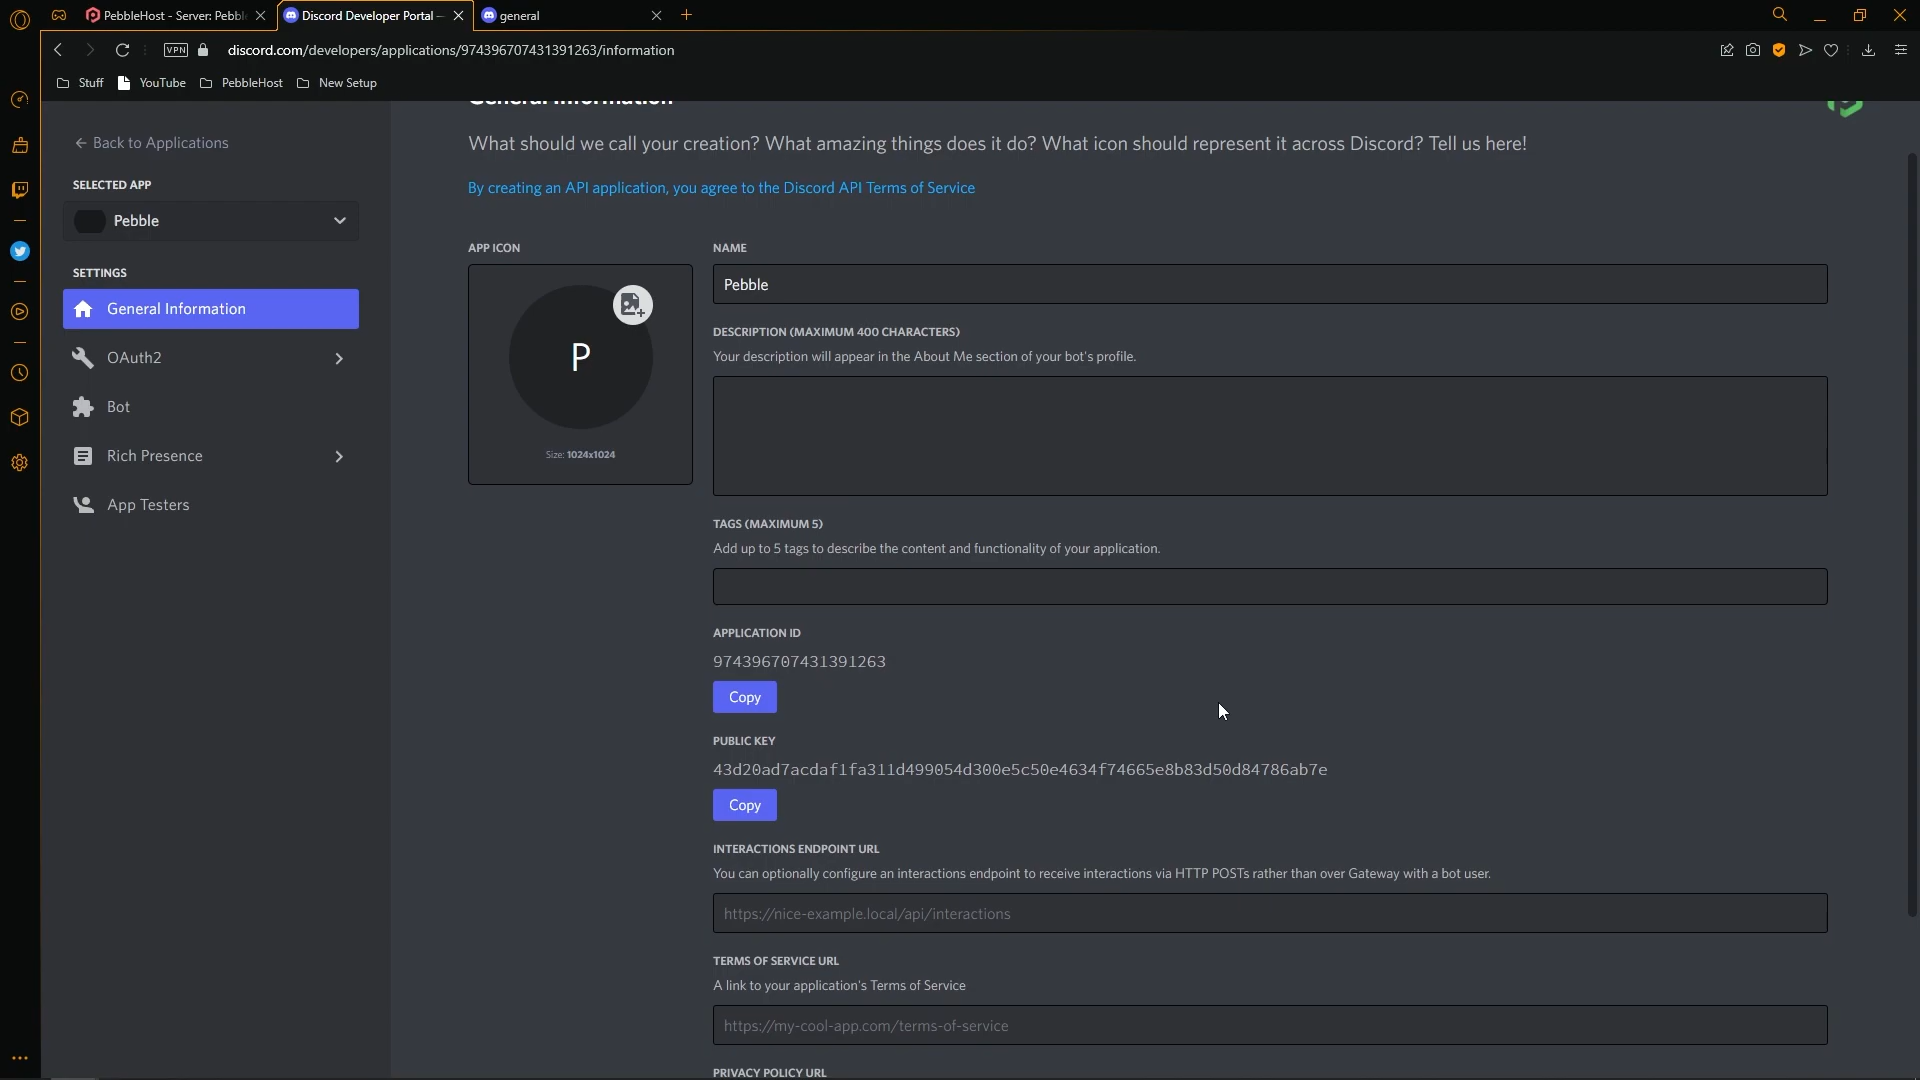 PebbleHost - Server: Pebbl
Discord Developer Portal -
general
VPN
discord.com/developers/applications/974396707431391263/information
Stuff
YouTube
PebbleHost
New Setup
General Information
What should we call your creation? What amazing things does it do? What icon should represent it across Discord? Tell us here!
By creating an API application, you agree to the Discord API Terms of Service
← Back to Applications
SELECTED APP
Pebble
SETTINGS
General Information
OAuth2
Bot
Rich Presence
App Testers
APP ICON
P
Size: 1024x1024
NAME
Pebble
DESCRIPTION (MAXIMUM 400 CHARACTERS)
Your description will appear in the About Me section of your bot's profile.
TAGS (MAXIMUM 5)
Add up to 5 tags to describe the content and functionality of your application.
APPLICATION ID
974396707431391263
Copy
PUBLIC KEY
43d20ad7acdaf1fa311d499054d300e5c50e4634f74665e8b83d50d84786ab7e
Copy
INTERACTIONS ENDPOINT URL
You can optionally configure an interactions endpoint to receive interactions via HTTP POSTs rather than over Gateway with a bot user.
https://nice-example.local/api/interactions
TERMS OF SERVICE URL
A link to your application's Terms of Service
https://my-cool-app.com/terms-of-service
PRIVACY POLICY URL